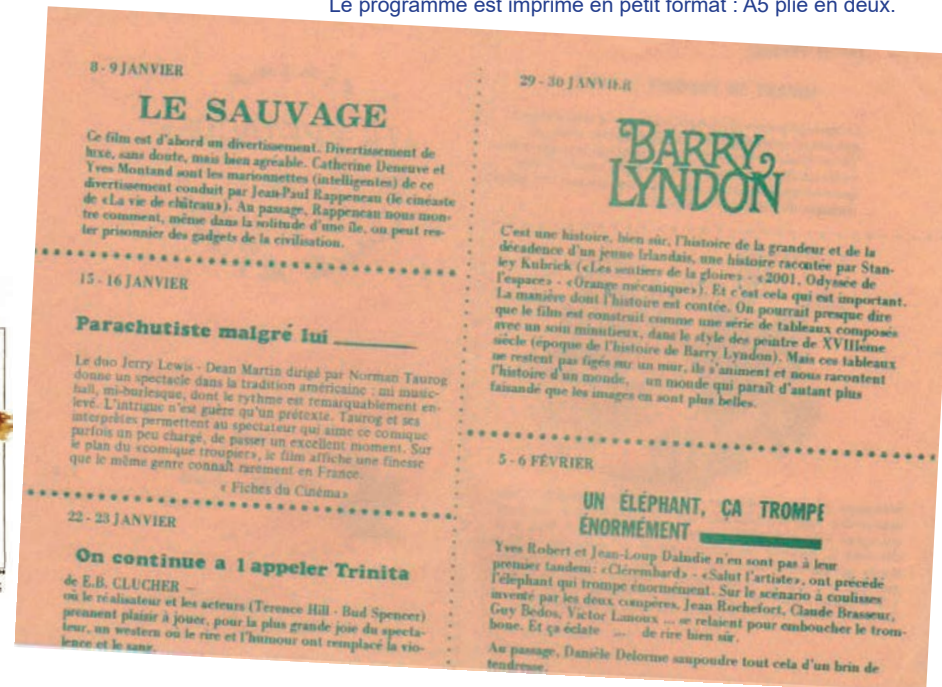 Le programme est imprimé en petit format : A5 plié en deux.
8 - 9 JANVIER
LE SAUVAGE
Ce film est d'abord un divertissement. Divertissement de
luxe, sans doute, mais bien agréable. Catherine Deneuve et
Yves Montand sont les marionnettes (intelligentes) de ce
divertissement conduit par Jean-Paul Rappeneau (le cinéaste
de «La vie de château»). Au passage, Rappeneau nous mon-
tre comment, même dans la solitude d'une île, on peut res-
ter prisonnier des gadgets de la civilisation.
15 - 16 JANVIER
Parachutiste malgré lui
Le duo Jerry Lewis - Dean Martin dirigé par Norman Taurog
donne un spectacle dans la tradition américaine : mi music-
hall, mi-burlesque, dont le rythme est remarquablement en-
levé. L'intrigue n'est guère qu'un prétexte. Taurog et ses
interprètes permettent au spectateur qui aime ce comique
parfois un peu chargé, de passer un excellent moment. Sur
le plan du «comique troupier», le film affiche une finesse
que le même genre connaît rarement en France.
« Fiches du Cinéma»
22 - 23 JANVIER
On continue a l appeler Trinita
de E.B. CLUCHER –
où le réalisateur et les acteurs (Terence Hill - Bud Spencer)
prennent plaisir à jouer, pour la plus grande joie du specta-
teur, un western où le rire et l'humour ont remplacé la vio-
lence et le sang.
29 - 30 JANVIER
BARRY
LYNDON
C'est une histoire, bien sûr, l'histoire de la grandeur et de la
décadence d'un jeune Irlandais, une histoire racontée par Stan-
ley Kubrick («Les sentiers de la gloire» - «2001, Odyssée de
l'espace» - «Orange mécanique»). Et c'est cela qui est important.
La manière dont l'histoire est contée. On pourrait presque dire
que le film est construit comme une série de tableaux composés
avec un soin minutieux, dans le style des peintre de XVIIIème
siècle (époque de l'histoire de Barry Lyndon). Mais ces tableaux
ne restent pas figés sur un mur, ils s'animent et nous racontent
l'histoire d'un monde, un monde qui paraît d'autant plus
faisandé que les images en sont plus belles.
5 - 6 FÉVRIER
UN ÉLÉPHANT, ÇA TROMPE
ÉNORMÉMENT
Yves Robert et Jean-Loup Dabadie n'en sont pas à leur
premier tandem : «Clérembard» - «Salut l'artiste», ont précédé
l'éléphant qui trompe énormément. Sur le scénario à coulisses
inventé par les deux compères, Jean Rochefort, Claude Brasseur,
Guy Bedos, Victor Lanoux ... se relaient pour emboucher le trom-
bone. Et ça éclate ... de rire bien sûr.
Au passage, Danièle Delorme saupoudre tout cela d'un brin de
tendresse.